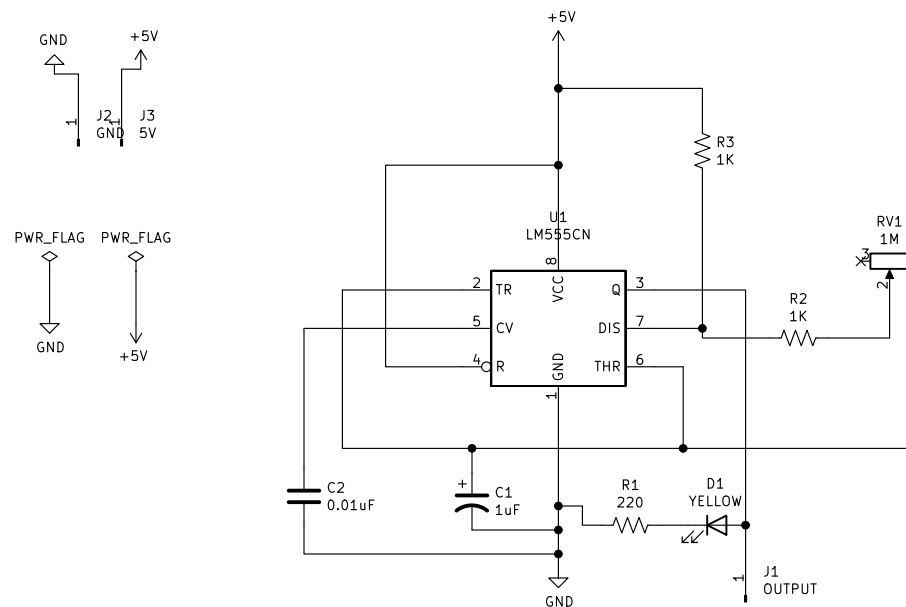 +5V
GND
+5V
J2
GND
J3
5V
1
1
R3
1K
PWR_FLAG
PWR_FLAG
GND
+5V
U1
LM555CN
8
VCC
2
TR
Q
3
5
CV
DIS
7
4
R
THR
6
GND
1
RV1
1M
3
2
R2
1K
C2
0.01uF
+
C1
1uF
R1
220
D1
YELLOW
1
J1
OUTPUT
GND